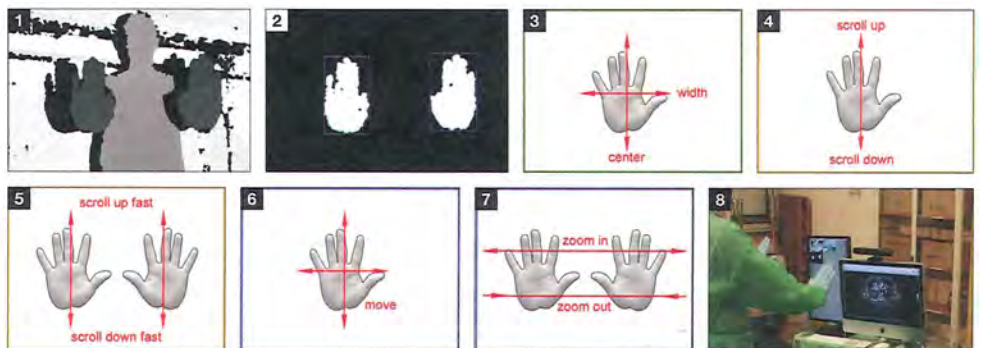 1
2
3
width
center
4
scroll up
scroll down
5
scroll up fast
scroll down fast
6
move
7
zoom in
zoom out
8